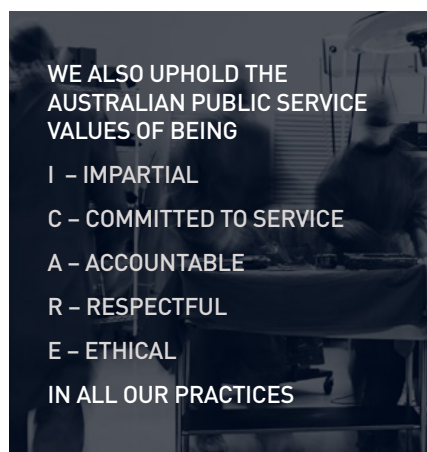 WE ALSO UPHOLD THE
AUSTRALIAN PUBLIC SERVICE
VALUES OF BEING
I – IMPARTIAL
C – COMMITTED TO SERVICE
A – ACCOUNTABLE
R – RESPECTFUL
E – ETHICAL
IN ALL OUR PRACTICES